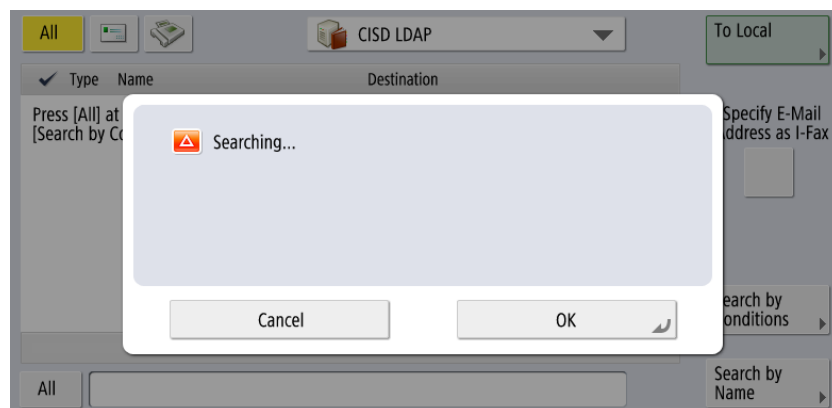 All
CISD LDAP
To Local
Type Name Destination
Press [All] at
[Search by Co
Specify E-Mail
Address as I-Fax
Searching...
Cancel
OK
earch by
onditions
All
Search by
Name